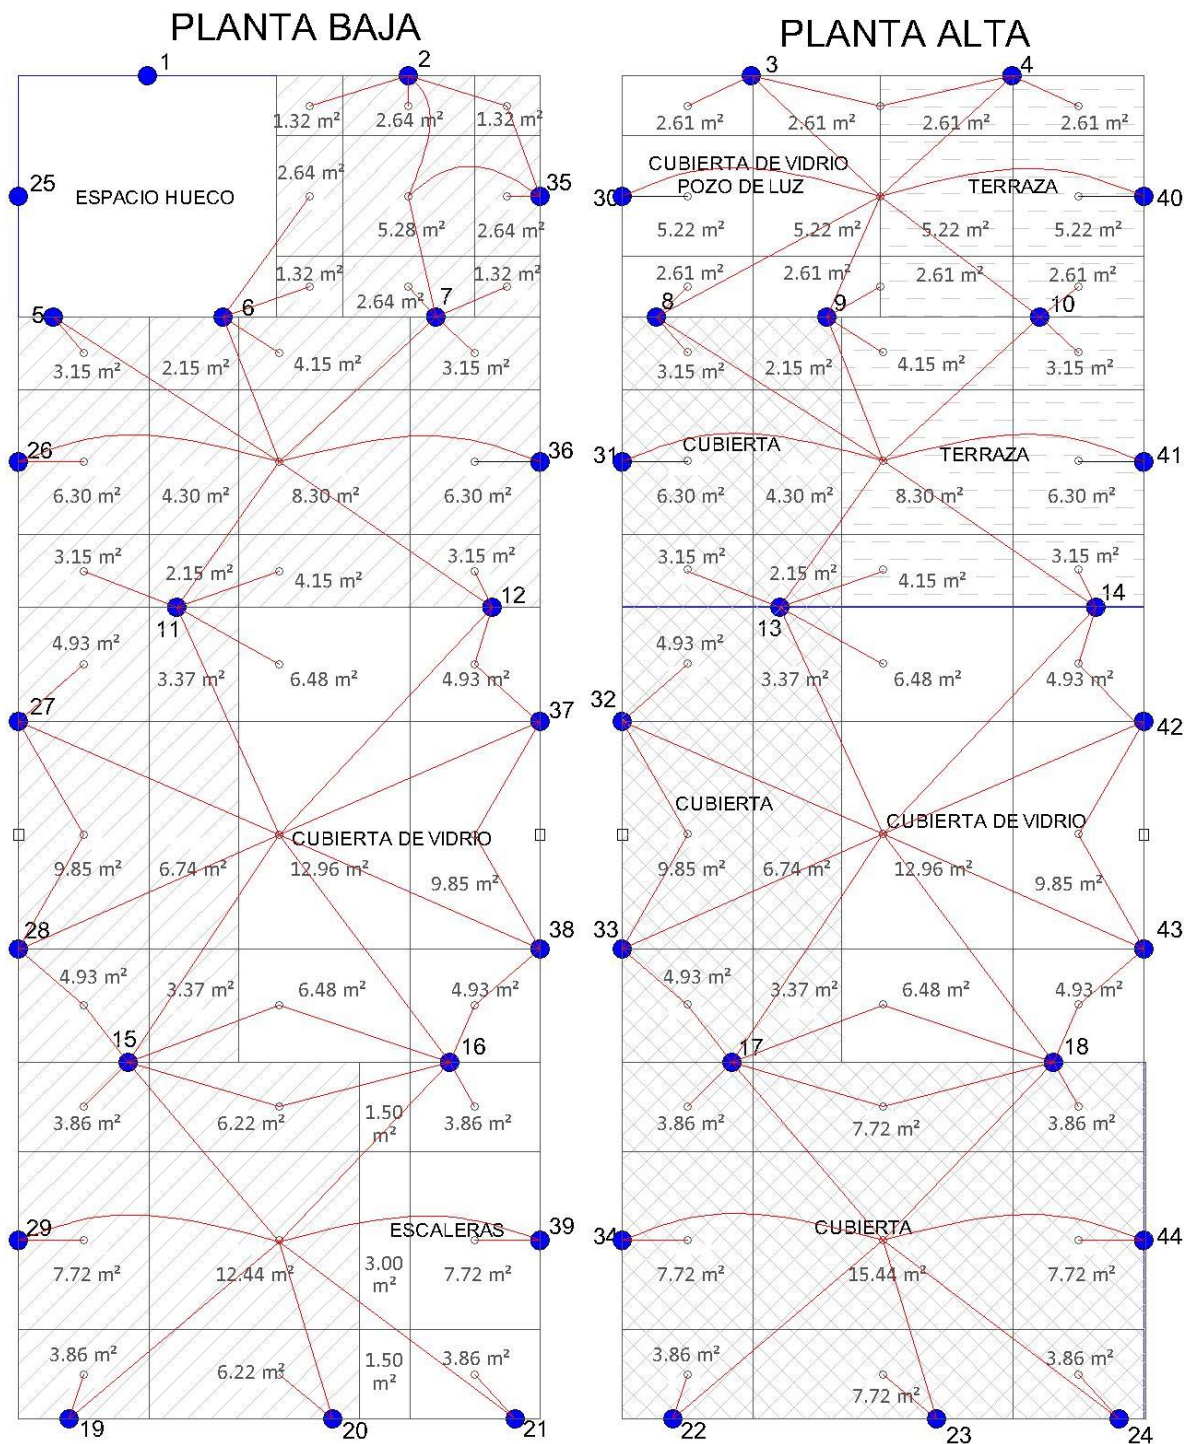 PLANTA BAJA
PLANTA ALTA
1
2
1.32 m²
2.64 m²
1.32 m²
2.64 m²
25
ESPACIO HUECO
35
5.28 m²
2.64 m²
1.32 m²
1.32 m²
2.64 m²
5
6
7
3.15 m²
2.15 m²
4.15 m²
3.15 m²
26
36
6.30 m²
4.30 m²
8.30 m²
6.30 m²
3.15 m²
2.15 m²
4.15 m²
3.15 m²
11
12
4.93 m²
3.37 m²
6.48 m²
4.93 m²
27
37
CUBIERTA DE VIDRIO
9.85 m²
6.74 m²
12.96 m²
9.85 m²
28
38
4.93 m²
3.37 m²
6.48 m²
4.93 m²
15
16
3.86 m²
6.22 m²
1.50
m²
3.86 m²
29
ESCALERAS
39
7.72 m²
12.44 m²
3.00
m²
7.72 m²
3.86 m²
6.22 m²
1.50
m²
3.86 m²
19
20
21
3
4
2.61 m²
2.61 m²
2.61 m²
2.61 m²
CUBIERTA DE VIDRIO
POZO DE LUZ
TERRAZA
30
40
5.22 m²
5.22 m²
5.22 m²
5.22 m²
2.61 m²
2.61 m²
2.61 m²
2.61 m²
8
9
10
3.15 m²
2.15 m²
4.15 m²
3.15 m²
31
CUBIERTA
TERRAZA
41
6.30 m²
4.30 m²
8.30 m²
6.30 m²
3.15 m²
2.15 m²
4.15 m²
3.15 m²
13
14
4.93 m²
3.37 m²
6.48 m²
4.93 m²
32
42
CUBIERTA
CUBIERTA DE VIDRIO
9.85 m²
6.74 m²
12.96 m²
9.85 m²
33
43
4.93 m²
3.37 m²
6.48 m²
4.93 m²
17
18
3.86 m²
7.72 m²
3.86 m²
34
CUBIERTA
44
7.72 m²
15.44 m²
7.72 m²
3.86 m²
7.72 m²
3.86 m²
22
23
24